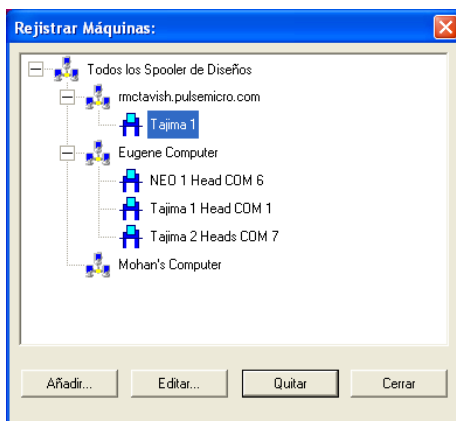 Rejistrar Máquinas:
Todos los Spooler de Diseños
rmctavish.pulsemicro.com
Tajima 1
Eugene Computer
NEO 1 Head COM 6
Tajima 1 Head COM 1
Tajima 2 Heads COM 7
Mohan's Computer
Añadir... Editar... Quitar Cerrar